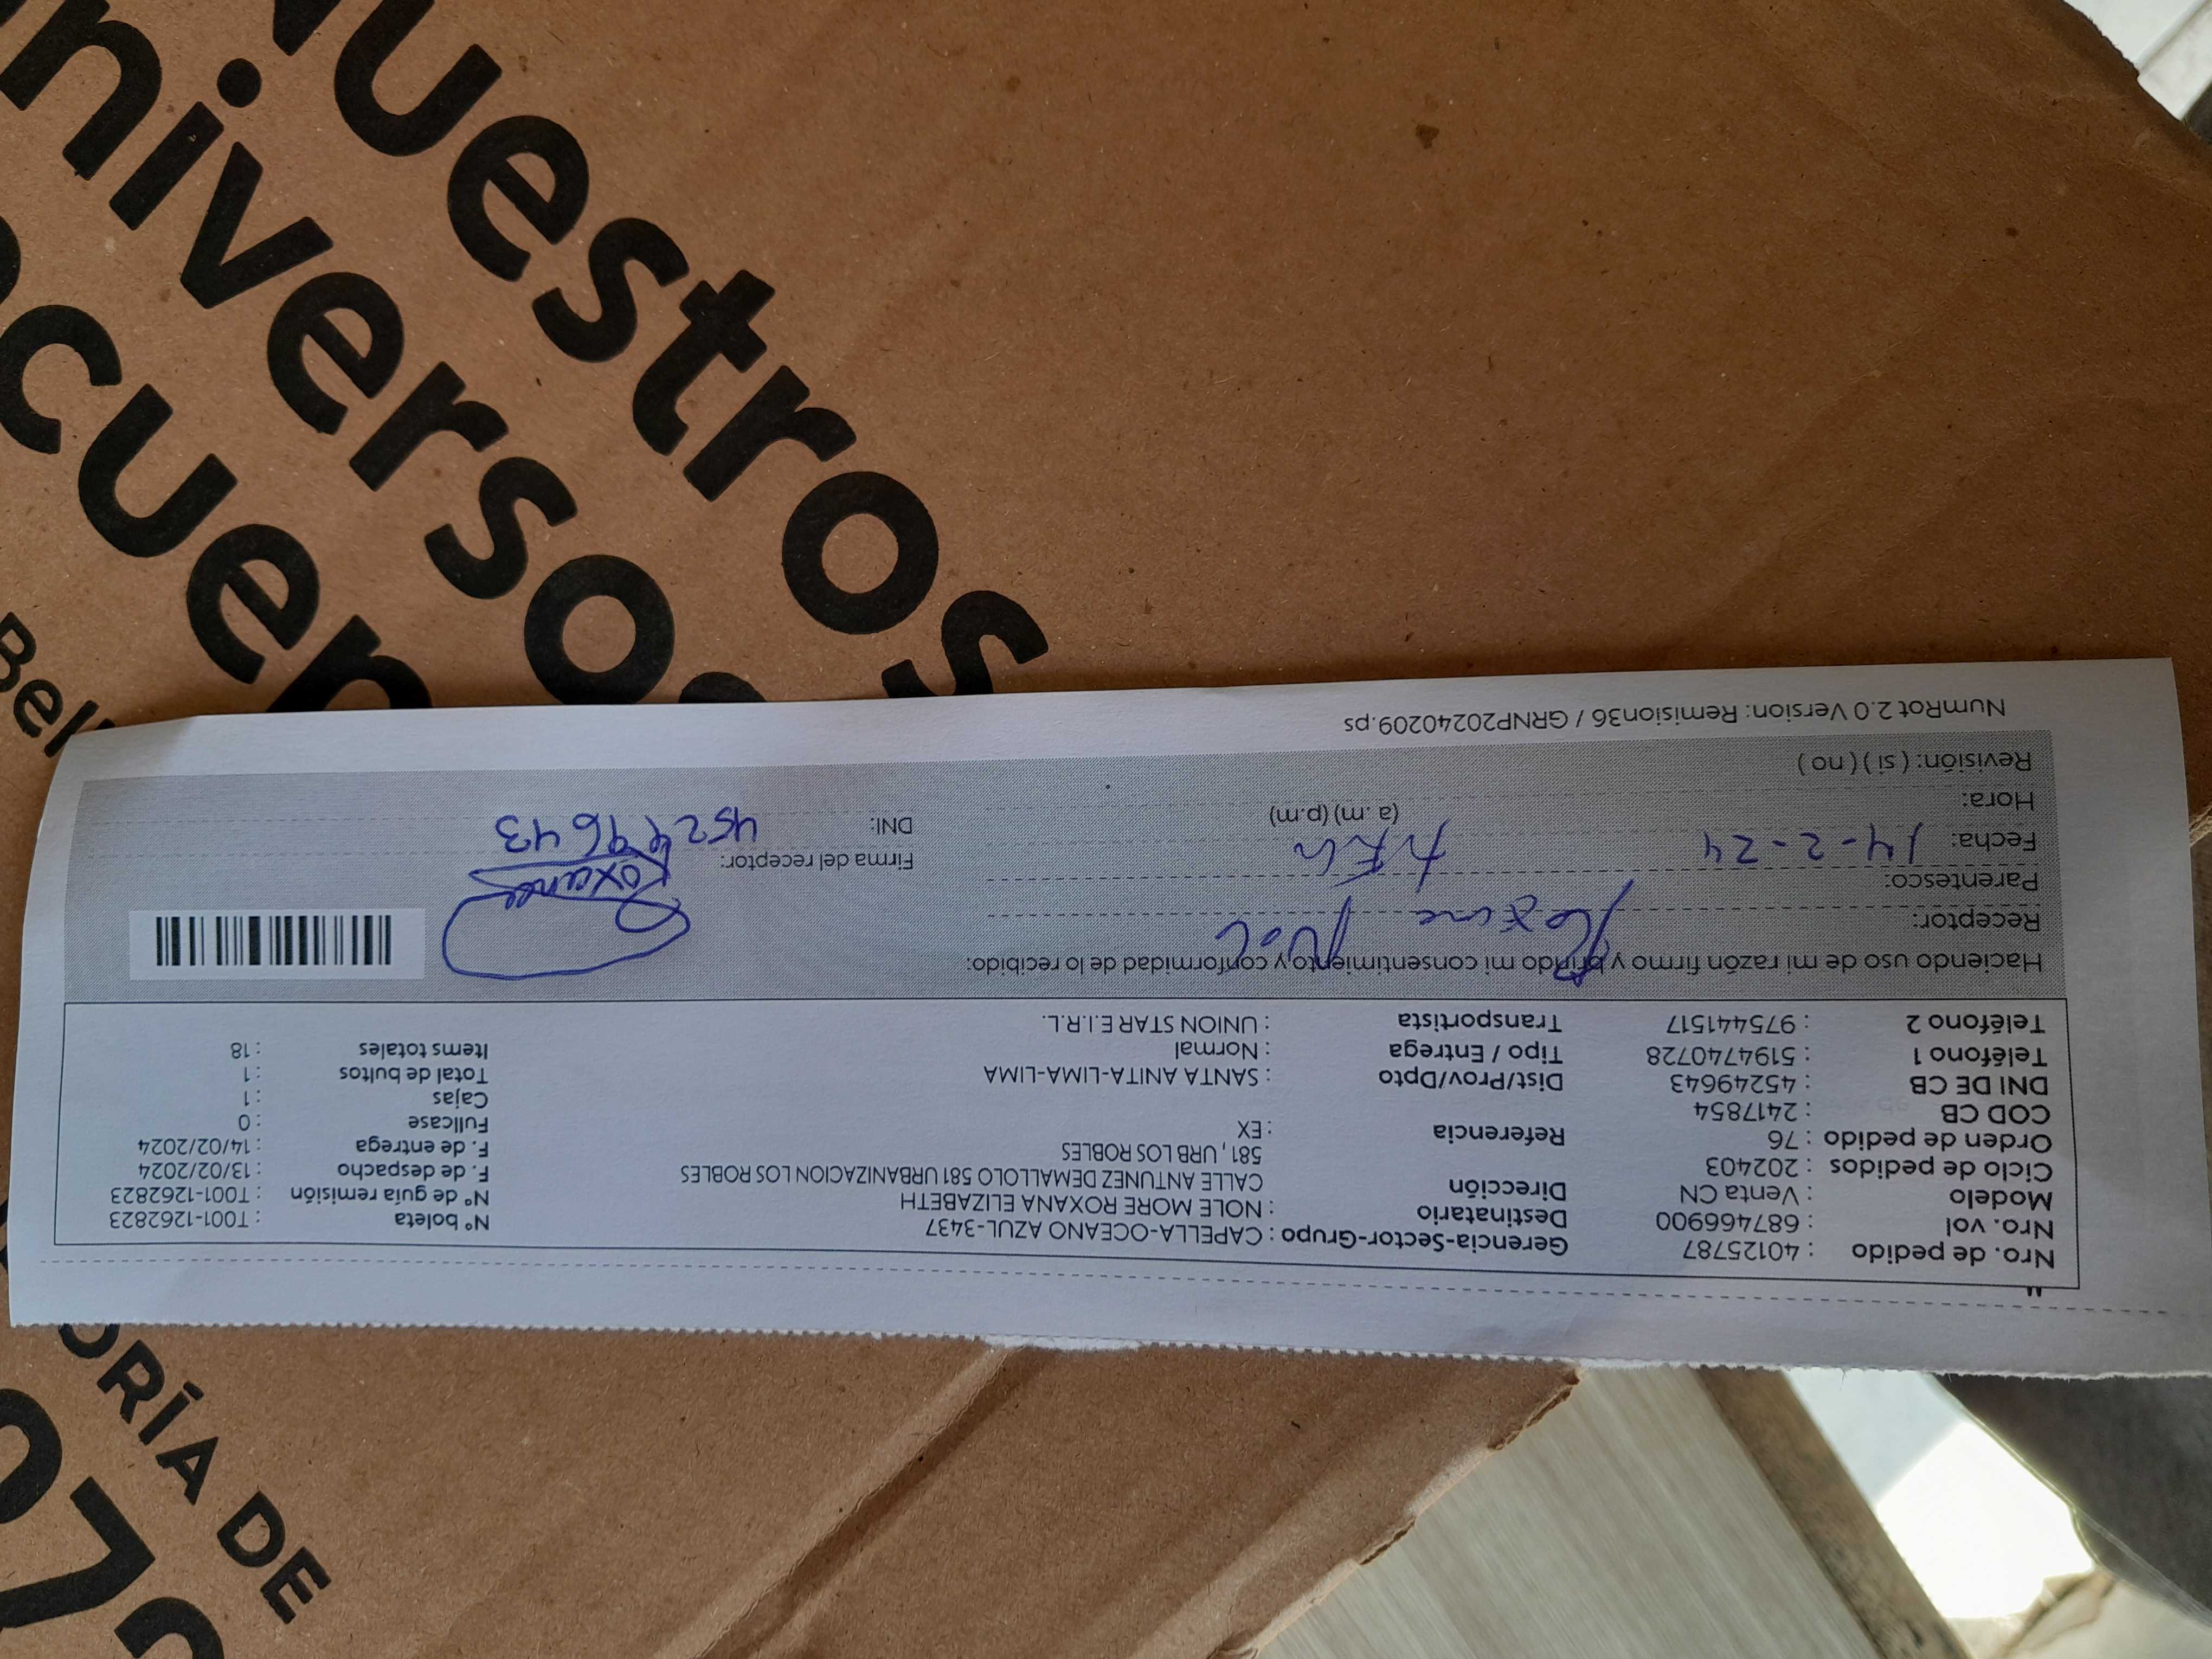 Nro. de pedido : 40125787
Nro. vol : 687466900
Modelo : Venta CN
Ciclo de pedidos : 202403
Orden de pedido : 76
COD CB : 2417854
DNI DE CB : 45249643
Teléfono 1 : 5194740728
Teléfono 2 : 975441517
Gerencia-Sector-Grupo : CAPELLA-OCEANO AZUL-3437
Destinatario : NOLE MORE ROXANA ELIZABETH
Dirección CALLE ANTUNEZ DEMALLOLO 581 URBANIZACION LOS ROBLES
581 , URB LOS ROBLES
Referencia : EX
Dist/Prov/Dpto : SANTA ANITA-LIMA-LIMA
Tipo / Entrega : Normal
Transportista : UNION STAR E.I.R.L.
N° boleta : T001-1262823
N° de guía remisión : T001-1262823
F. de despacho : 13/02/2024
F. de entrega : 14/02/2024
Fullcase : 0
Cajas : 1
Total de bultos : 1
Items totales : 18
Haciendo uso de mi razón firmo y brindo mi consentimiento y conformidad de lo recibido:
Receptor:
Parentesco:
Fecha: 14-2-24
Hora: (a.m) (p.m)
Revisión: ( si ) ( no )
Firma del receptor: Roxana
DNI: 45249643
NumRot 2.0 Version: Remision36 / GRNP20240209.ps
nuestros
universos
ORÍA DE